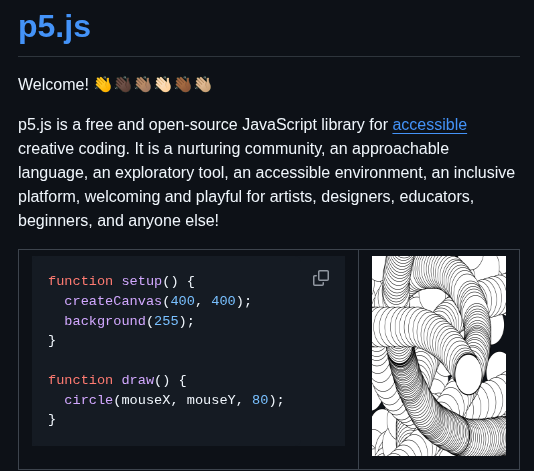 p5.js
Welcome! 👋👋🏿👋🏽👋🏻👋🏾👋🏼
p5.js is a free and open-source JavaScript library for accessible
creative coding. It is a nurturing community, an approachable
language, an exploratory tool, an accessible environment, an inclusive
platform, welcoming and playful for artists, designers, educators,
beginners, and anyone else!
function setup() {
  createCanvas(400, 400);
  background(255);
}
function draw() {
  circle(mouseX, mouseY, 80);
}